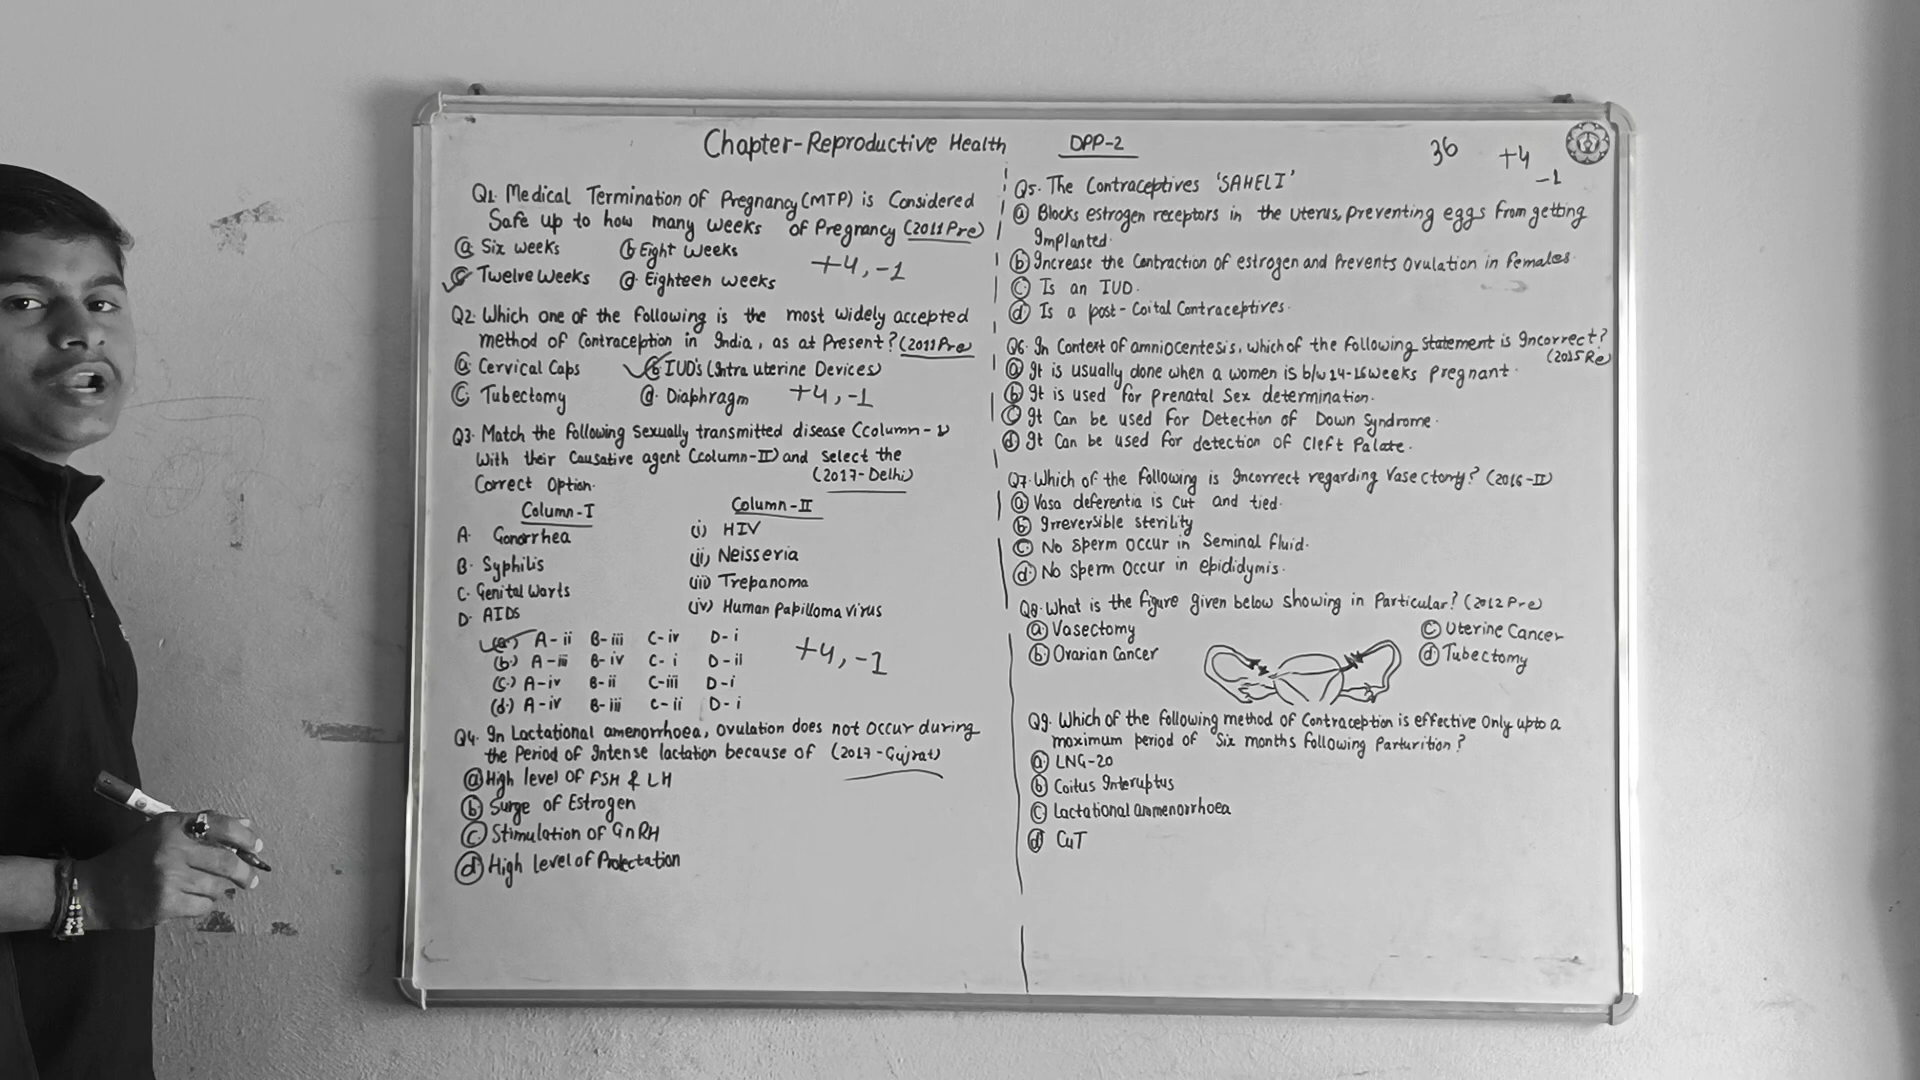 Chapter-Reproductive Health DPP-2
36 +4
-1
Q1. Medical Termination of Pregnancy (MTP) is Considered
Safe up to how many weeks of Pregnancy (2011 Pre)
(a) Six weeks (b) Eight weeks
(c) Twelve weeks (d) Eighteen weeks
+4, -1
Q2. Which one of the following is the most widely accepted
method of Contraception in India, as at Present? (2011 Pre)
(a) Cervical Caps (b) IUD's (Intra uterine Devices)
(c) Tubectomy (d) Diaphragm +4, -1
Q3. Match the following sexually transmitted disease (column-I)
with their Causative agent (column-II) and select the
Correct Option. (2017-Delhi)
Column-I Column-II
A. Gonorrhea (i) HIV
B. Syphilis (ii) Neisseria
C. Genital Warts (iii) Trepanoma
D. AIDs (iv) Human Papilloma virus
(a.) A-ii B-iii C-iv D-i
(b.) A-iii B-iv C-i D-ii
(c.) A-iv B-ii C-iii D-i
(d.) A-iv B-iii C-ii D-i
+4, -1
Q4. In Lactational amenorrhoea, ovulation does not occur during
the Period of Intense lactation because of (2017-Gujrat)
(a) High level of FSH & LH
(b) Surge of Estrogen
(c) Stimulation of GnRH
(d) High level of
Q5. The Contraceptives 'SAHELI'
(a) Blocks estrogen receptors in the uterus, preventing eggs from getting
Implanted.
(b) Increase the Contraction of estrogen and Prevents ovulation in females.
(c) Is an IUD.
(d) Is a post-Coital Contraceptives.
Q6. In Context of amniocentesis, which of the following statement is Incorrect?
(2015 Re)
(a) It is usually done when a women is b/w 14-16 weeks pregnant.
(b) It is used for prenatal Sex determination.
(c) It Can be used for Detection of Down Syndrome.
(d) It Can be used for detection of Cleft Palate.
Q7. Which of the following is Incorrect regarding Vasectomy? (2016-II)
(a) Vasa deferentia is cut and tied.
(b) Irreversible sterility
(c) No sperm occur in Seminal fluid.
(d) No sperm occur in epididymis.
Q8. What is the figure given below showing in Particular? (2012 Pre)
(a) Vasectomy (c) Uterine Cancer
(b) Ovarian Cancer (d) Tubectomy
Q9. Which of the following method of Contraception is effective only upto a
maximum period of Six months following Parturition?
(a) LNG-20
(b) Coitus Interuptus
(c) Lactational ammenorrhoea
(d) CuT